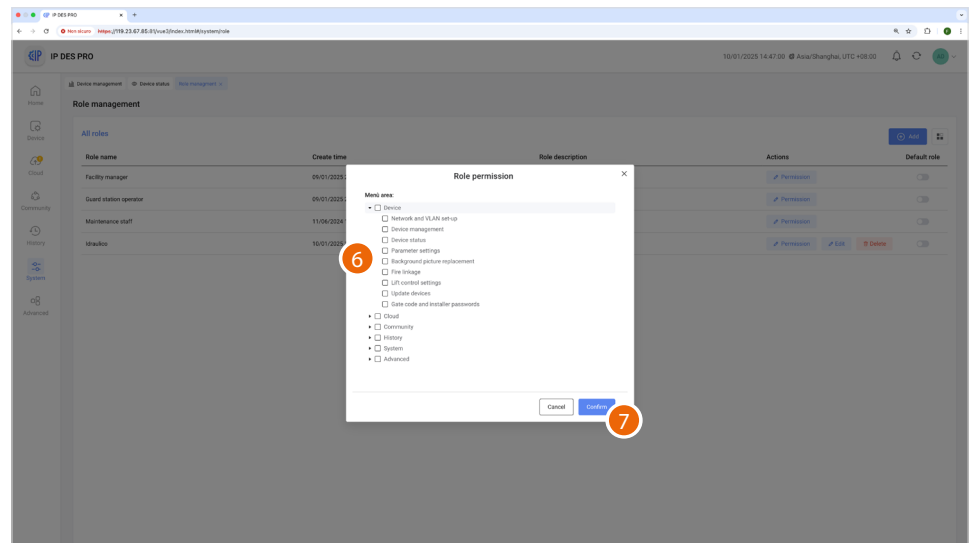 IP DES PRO
Non sicuro https://119.23.67.85:81/vue3/index.html#/system/role
IP DES PRO
10/01/2025 14:47:00 Asia/Shanghai, UTC +08:00
Device management Device status Role managment
Home
Role management
Device
All roles
Add
Role name Create time Role description Actions Default role
Cloud
Facility manager 09/01/2025 Permission
Guard station operator 09/01/2025 Permission
Community
Maintenance staff 11/06/2024 Permission
History
Idraulico 10/01/2025 Permission Edit Delete
System
Advanced
Role permission
Menù area:
Device
Network and VLAN set-up
Device management
Device status
Parameter settings
6
Background picture replacement
Fire linkage
Lift control settings
Update devices
Gate code and installer passwords
Cloud
Community
History
System
Advanced
Cancel Confirm
7